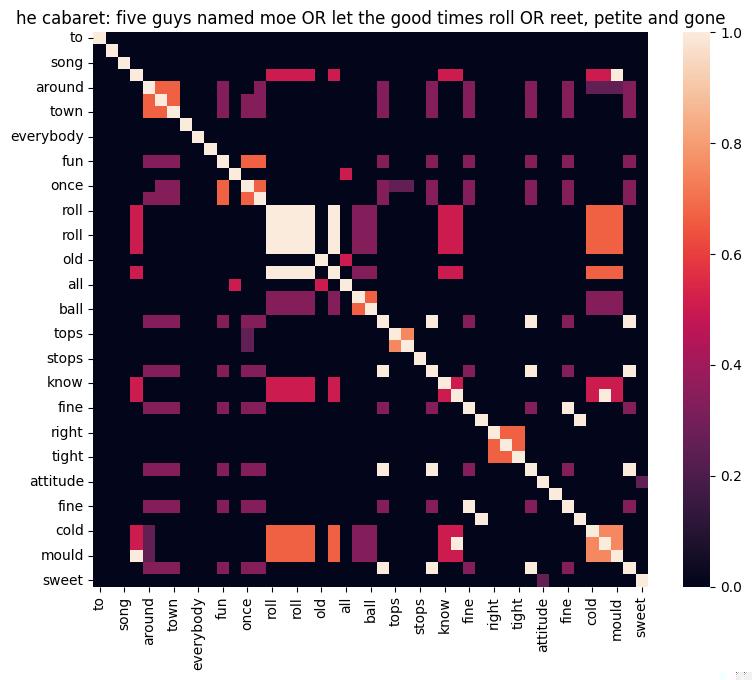 he cabaret: five guys named moe OR let the good times roll OR reet, petite and gone
to
song
around
town
everybody
fun
once
roll
roll
old
all
ball
tops
stops
know
fine
right
tight
attitude
fine
cold
mould
sweet
1.0
0.8
0.6
0.4
0.2
0.0
to
song
around
town
everybody
fun
once
roll
roll
old
all
ball
tops
stops
know
fine
right
tight
attitude
fine
cold
mould
sweet